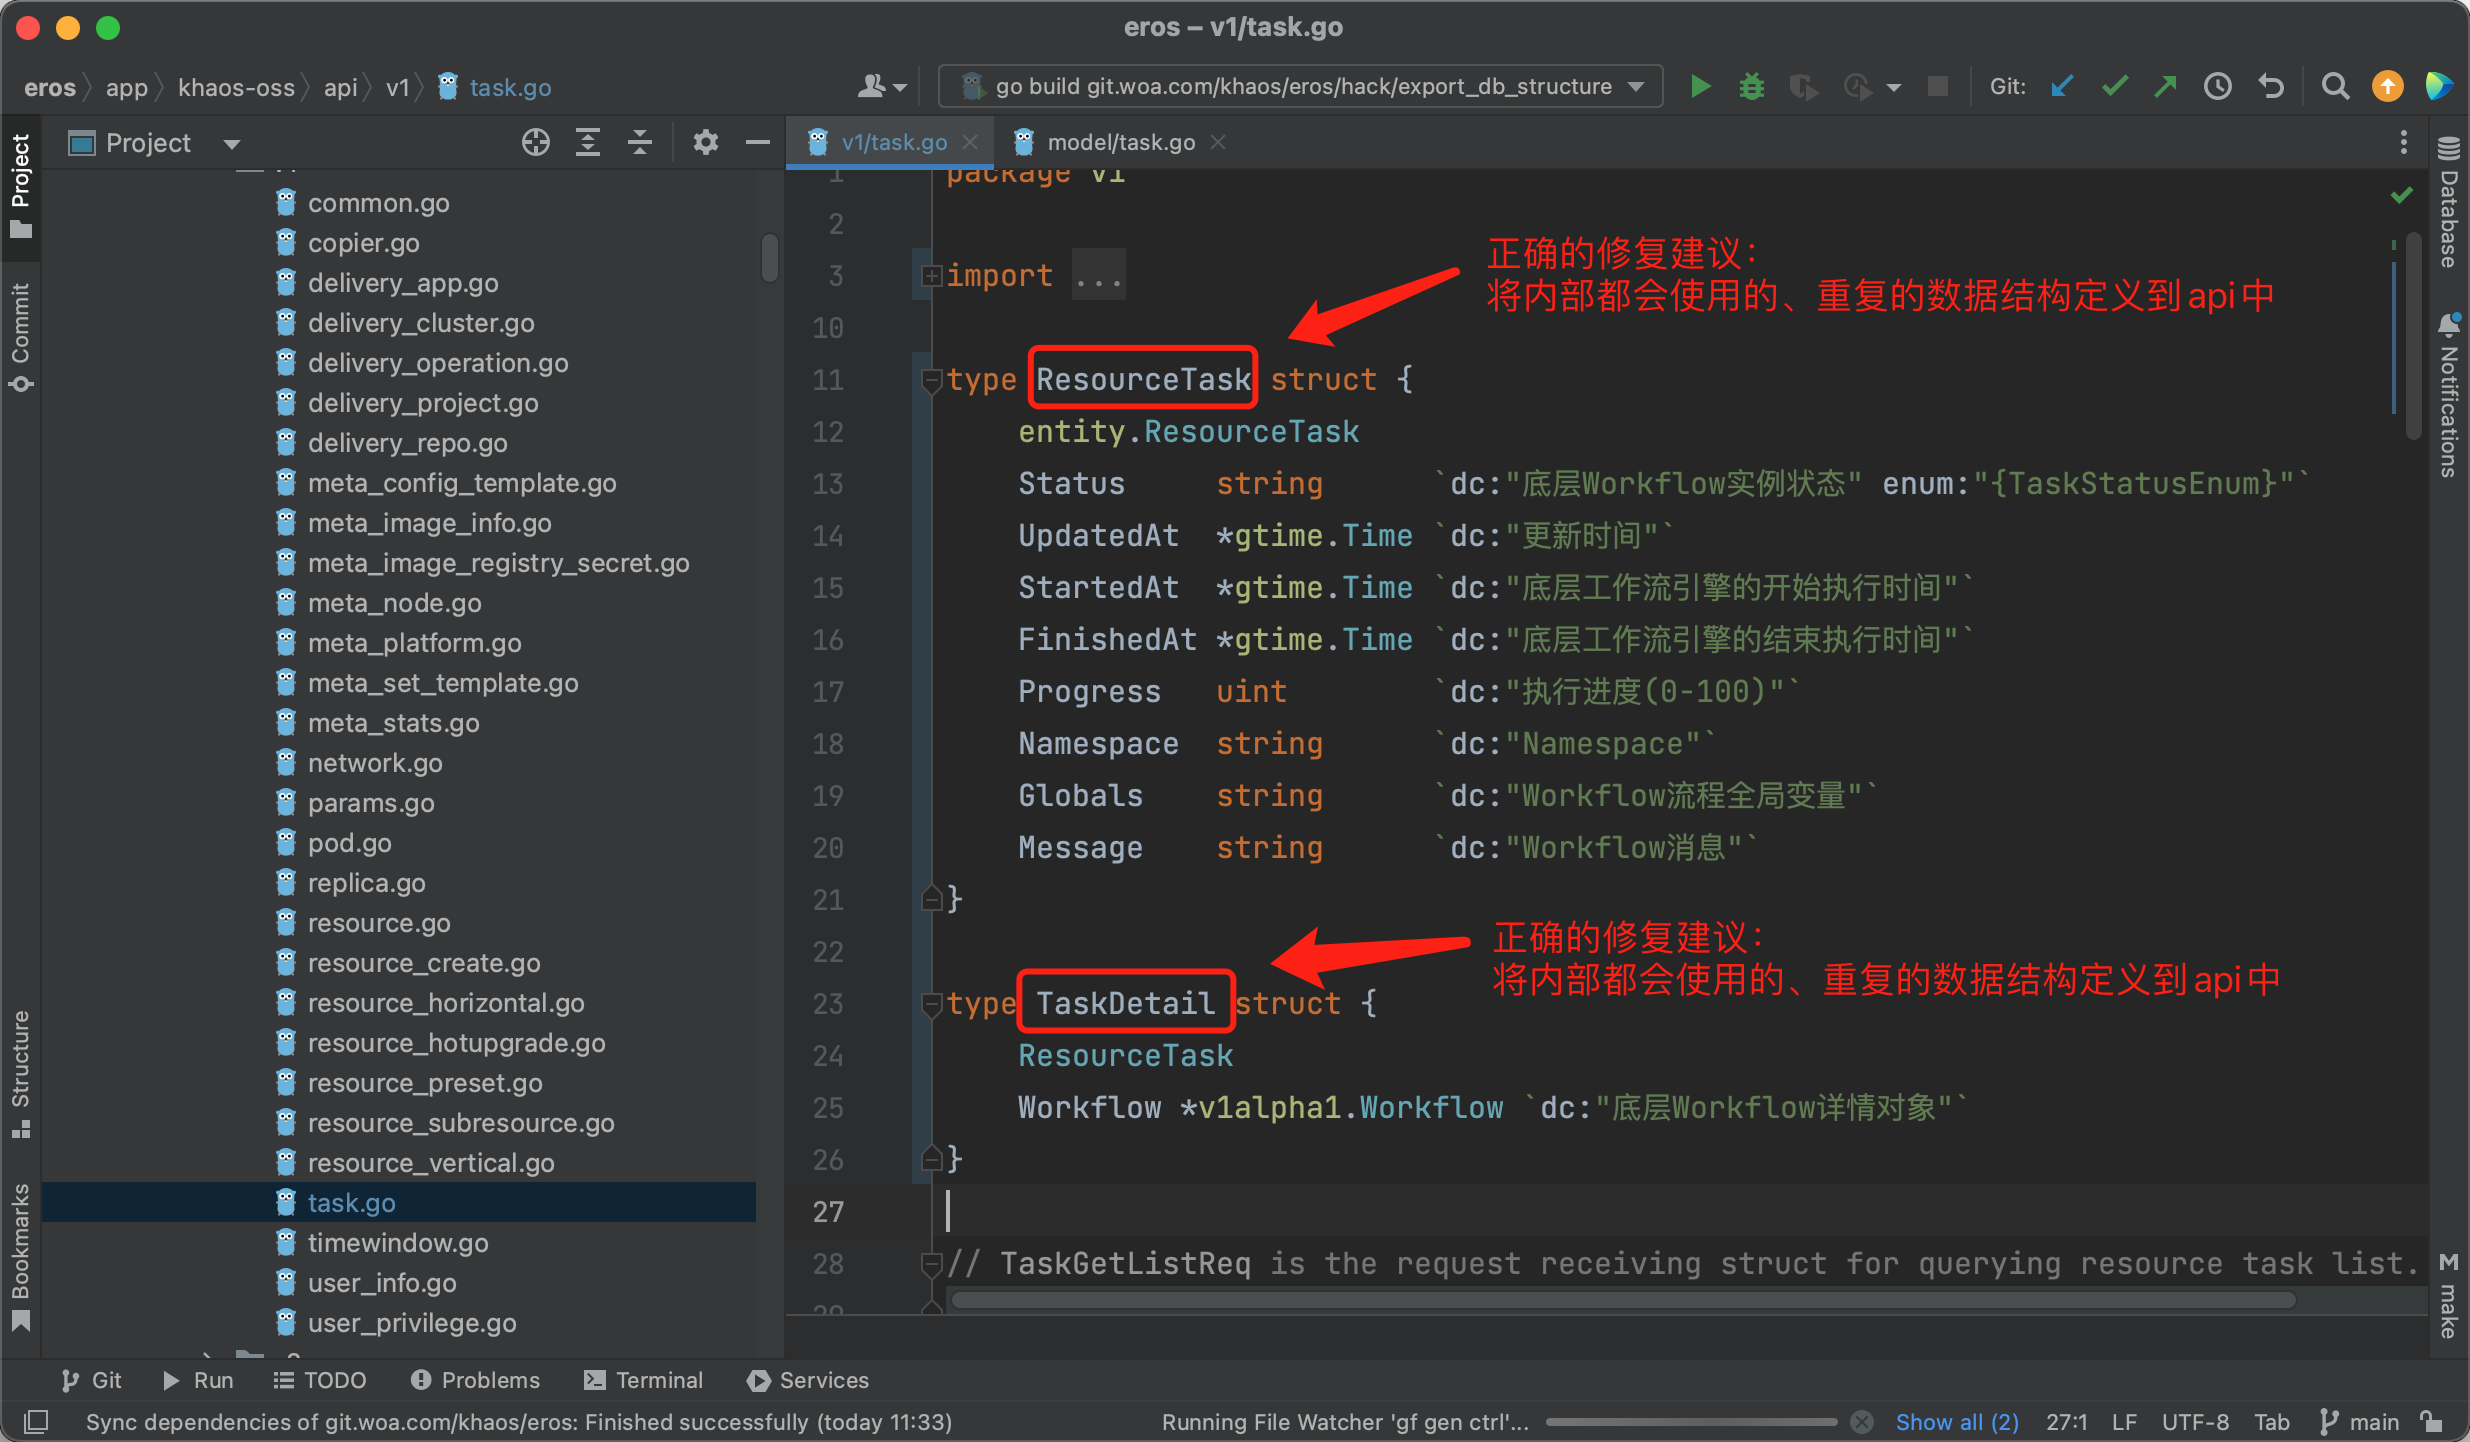 eros – v1/task.go
eros app khaos-oss api v1 task.go
go build git.woa.com/khaos/eros/hack/export_db_structure
Git:
Project
v1/task.go
model/task.go
Project
Commit
Structure
Bookmarks
common.go
copier.go
delivery_app.go
delivery_cluster.go
delivery_operation.go
delivery_project.go
delivery_repo.go
meta_config_template.go
meta_image_info.go
meta_image_registry_secret.go
meta_node.go
meta_platform.go
meta_set_template.go
meta_stats.go
network.go
params.go
pod.go
replica.go
resource.go
resource_create.go
resource_horizontal.go
resource_hotupgrade.go
resource_preset.go
resource_subresource.go
resource_vertical.go
task.go
timewindow.go
user_info.go
user_privilege.go
1 package v1
2
3 import ...
10
11 type ResourceTask struct {
12 entity.ResourceTask
13 Status string `dc:"底层Workflow实例状态" enum:"{TaskStatusEnum}"`
14 UpdatedAt *gtime.Time `dc:"更新时间"`
15 StartedAt *gtime.Time `dc:"底层工作流引擎的开始执行时间"`
16 FinishedAt *gtime.Time `dc:"底层工作流引擎的结束执行时间"`
17 Progress uint `dc:"执行进度(0-100)"`
18 Namespace string `dc:"Namespace"`
19 Globals string `dc:"Workflow流程全局变量"`
20 Message string `dc:"Workflow消息"`
21 }
22
23 type TaskDetail struct {
24 ResourceTask
25 Workflow *v1alpha1.Workflow `dc:"底层Workflow详情对象"`
26 }
27
28 // TaskGetListReq is the request receiving struct for querying resource task list.
正确的修复建议：
将内部都会使用的、重复的数据结构定义到api中
正确的修复建议：
将内部都会使用的、重复的数据结构定义到api中
Database
Notifications
make
Git Run TODO Problems Terminal Services
Sync dependencies of git.woa.com/khaos/eros: Finished successfully (today 11:33)
Running File Watcher 'gf gen ctrl'...
Show all (2)
27:1 LF UTF-8 Tab main